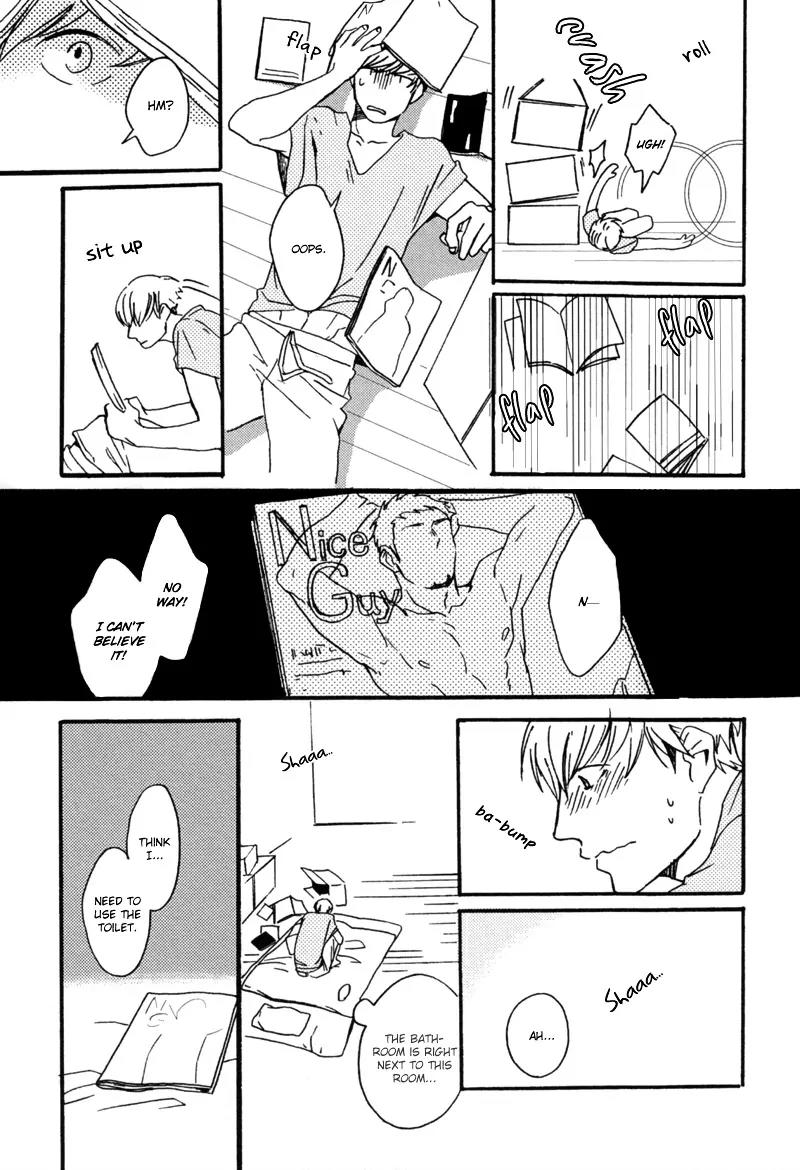 roll
crash
UGH!
flap
flap
flap
OOPS.
N
HM?
sit up
Nice
Guy
N—
NO
WAY!
I CAN'T
BELIEVE
IT!
ba-bump
Shaaa...
AH...
Shaaa...
THE BATH-
ROOM IS RIGHT
NEXT TO THIS
ROOM...
THINK
I...
NEED TO
USE THE
TOILET.
N